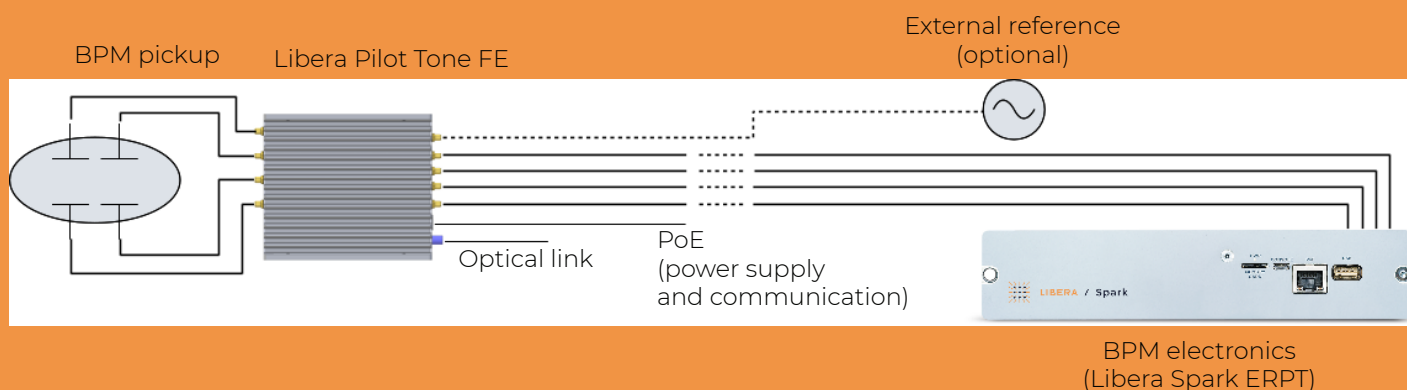 External reference
(optional)
BPM pickup
Libera Pilot Tone FE
Optical link
PoE
(power supply
and communication)
LIBERA / Spark
BPM electronics
(Libera Spark ERPT)